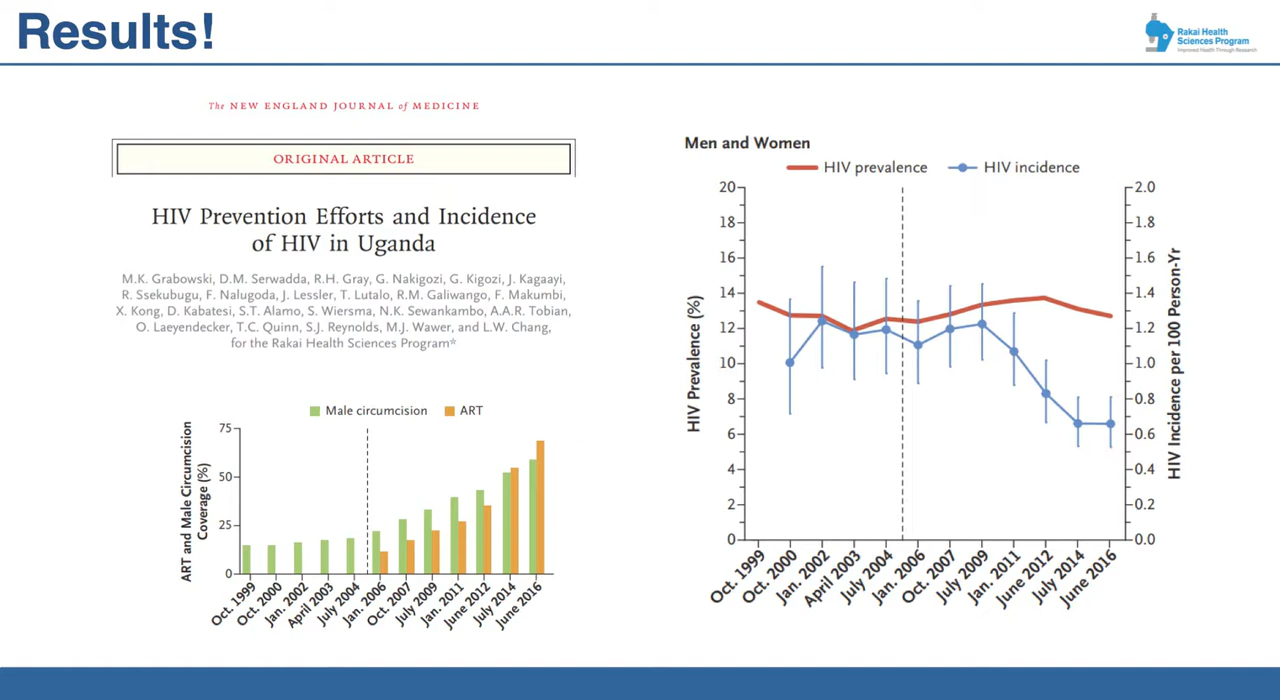 Results!
Rakai Health
Sciences Program
Improved Health Through Research
The NEW ENGLAND JOURNAL of MEDICINE
ORIGINAL ARTICLE
HIV Prevention Efforts and Incidence
of HIV in Uganda
M.K. Grabowski, D.M. Serwadda, R.H. Gray, G. Nakigozi, G. Kigozi, J. Kagaayi,
R. Ssekubugu, F. Nalugoda, J. Lessler, T. Lutalo, R.M. Galiwango, F. Makumbi,
X. Kong, D. Kabatesi, S.T. Alamo, S. Wiersma, N.K. Sewankambo, A.A.R. Tobian,
O. Laeyendecker, T.C. Quinn, S.J. Reynolds, M.J. Wawer, and L.W. Chang,
for the Rakai Health Sciences Program*
Male circumcision ART
ART and Male Circumcision
Coverage (%)
75
50
25
0
Oct. 1999
Oct. 2000
Jan. 2002
April 2003
July 2004
Jan. 2006
Oct. 2007
July 2009
Jan. 2011
June 2012
July 2014
June 2016
Men and Women
HIV prevalence HIV incidence
HIV Prevalence (%)
20
18
16
14
12
10
8
6
4
2
0
2.0
1.8
1.6
1.4
1.2
1.0
0.8
0.6
0.4
0.2
0.0
HIV Incidence per 100 Person-Yr
Oct. 1999
Oct. 2000
Jan. 2002
April 2003
July 2004
Jan. 2006
Oct. 2007
July 2009
Jan. 2011
June 2012
July 2014
June 2016